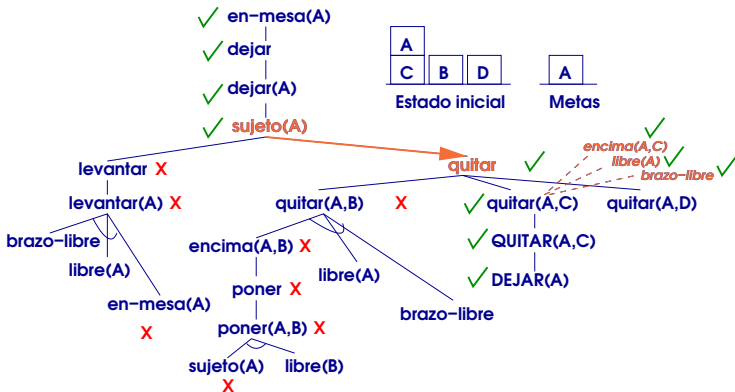 en-mesa(A)
dejar
dejar(A)
sujeto(A)
A
C B D
A
Estado inicial Metas
encima(A,C)
libre(A)
brazo-libre
quitar
levantar X
levantar(A) X
quitar(A,B) X
quitar(A,C)
quitar(A,D)
brazo-libre
libre(A)
en-mesa(A)
X
encima(A,B) X
libre(A)
brazo-libre
poner X
poner(A,B) X
sujeto(A)
X
libre(B)
QUITAR(A,C)
DEJAR(A)